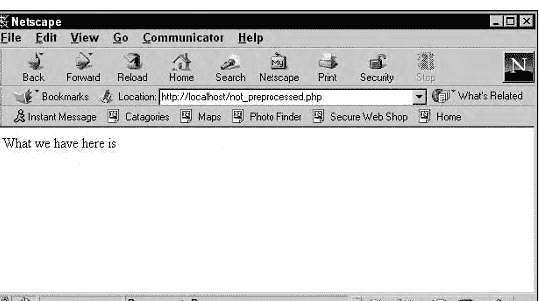 Netscape
File Edit View Go Communicator Help
Back Forward Reload Home Search Netscape Print Security Stop
N
Bookmarks Location: http://localhost/not_preprocessed.php What's Related
Instant Message Catagories Maps Photo Finder Secure Web Shop Home
What we have here is